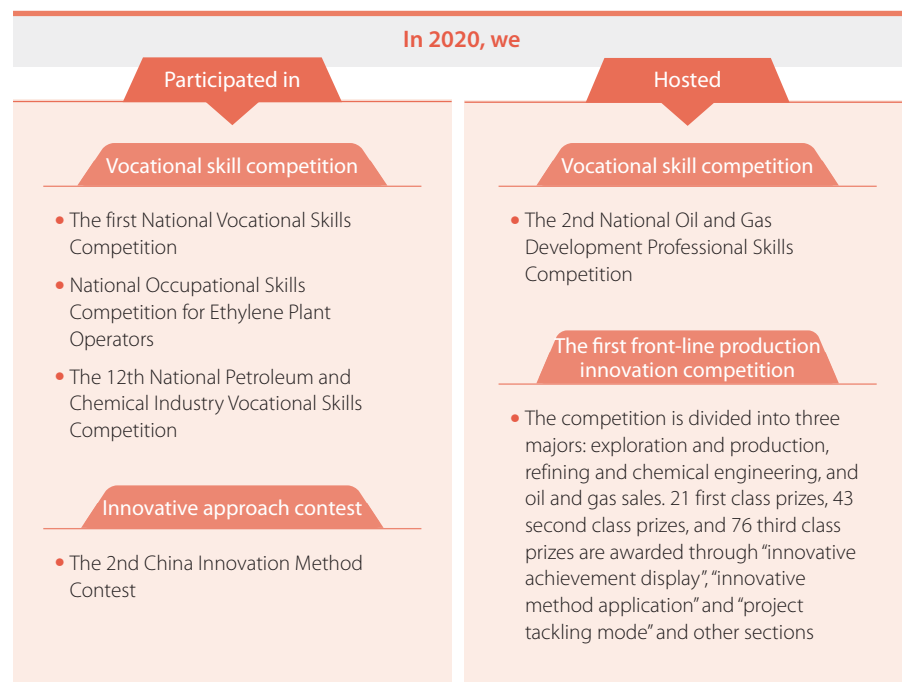 In 2020, we
Participated in
Vocational skill competition
The first National Vocational Skills
Competition
National Occupational Skills
Competition for Ethylene Plant
Operators
The 12th National Petroleum and
Chemical Industry Vocational Skills
Competition
Innovative approach contest
The 2nd China Innovation Method
Contest
Hosted
Vocational skill competition
The 2nd National Oil and Gas
Development Professional Skills
Competition
The first front-line production
innovation competition
The competition is divided into three
majors: exploration and production,
refining and chemical engineering, and
oil and gas sales. 21 first class prizes, 43
second class prizes, and 76 third class
prizes are awarded through “innovative
achievement display”, “innovative
method application” and “project
tackling mode” and other sections